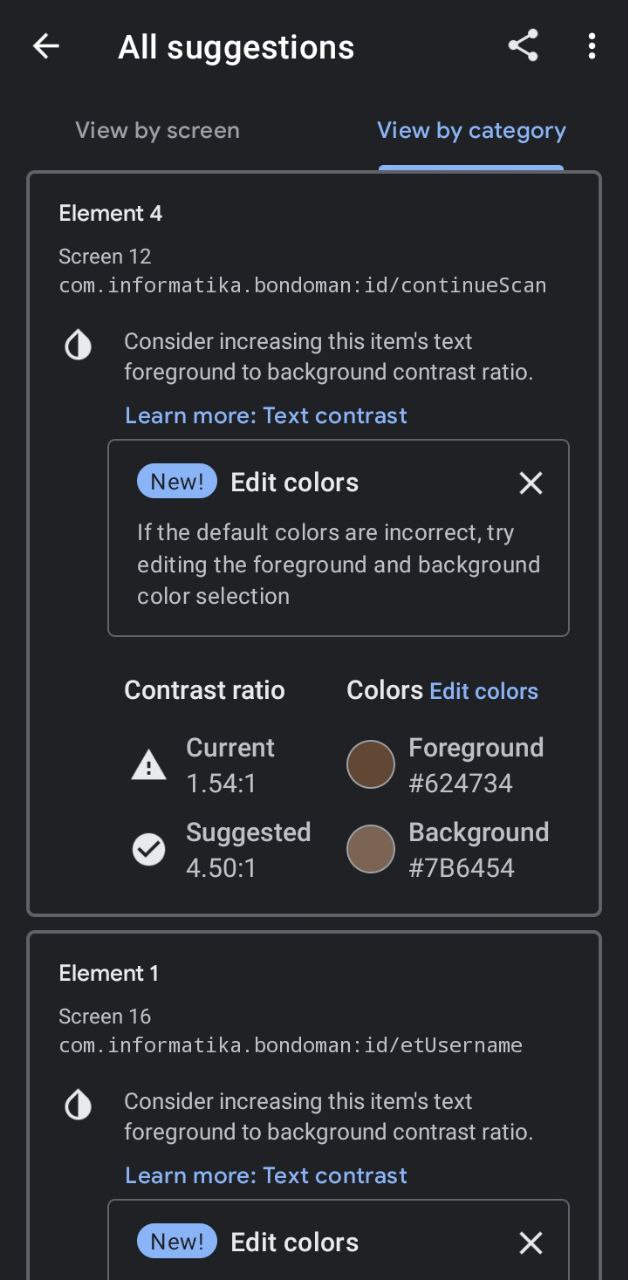 All suggestions
View by screen
View by category
Element 4
Screen 12
com.informatika.bondoman:id/continueScan
Consider increasing this item's text
foreground to background contrast ratio.
Learn more: Text contrast
New! Edit colors
If the default colors are incorrect, try
editing the foreground and background
color selection
Contrast ratio
Colors Edit colors
Current
1.54:1
Foreground
#624734
Suggested
4.50:1
Background
#7B6454
Element 1
Screen 16
com.informatika.bondoman:id/etUsername
Consider increasing this item's text
foreground to background contrast ratio.
Learn more: Text contrast
New! Edit colors